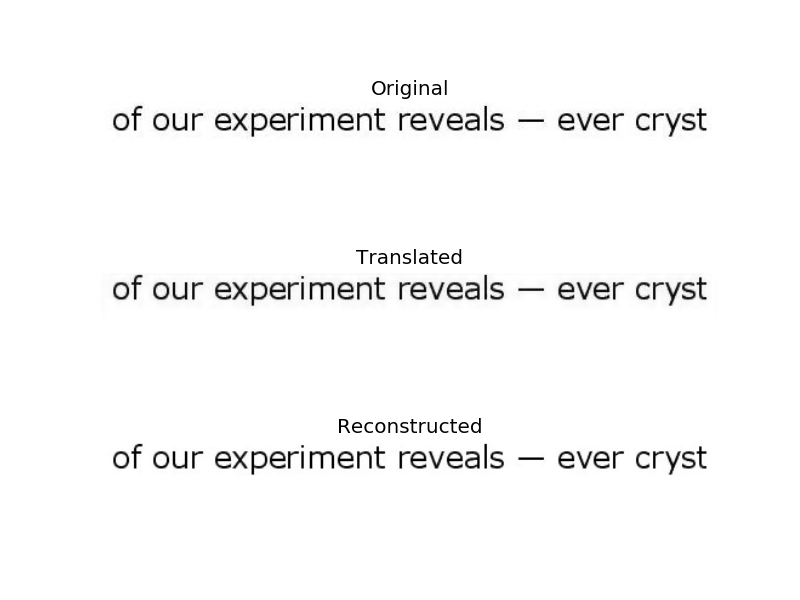 Original
of our experiment reveals — ever cryst
Translated
of our experiment reveals — ever cryst
Reconstructed
of our experiment reveals — ever cryst